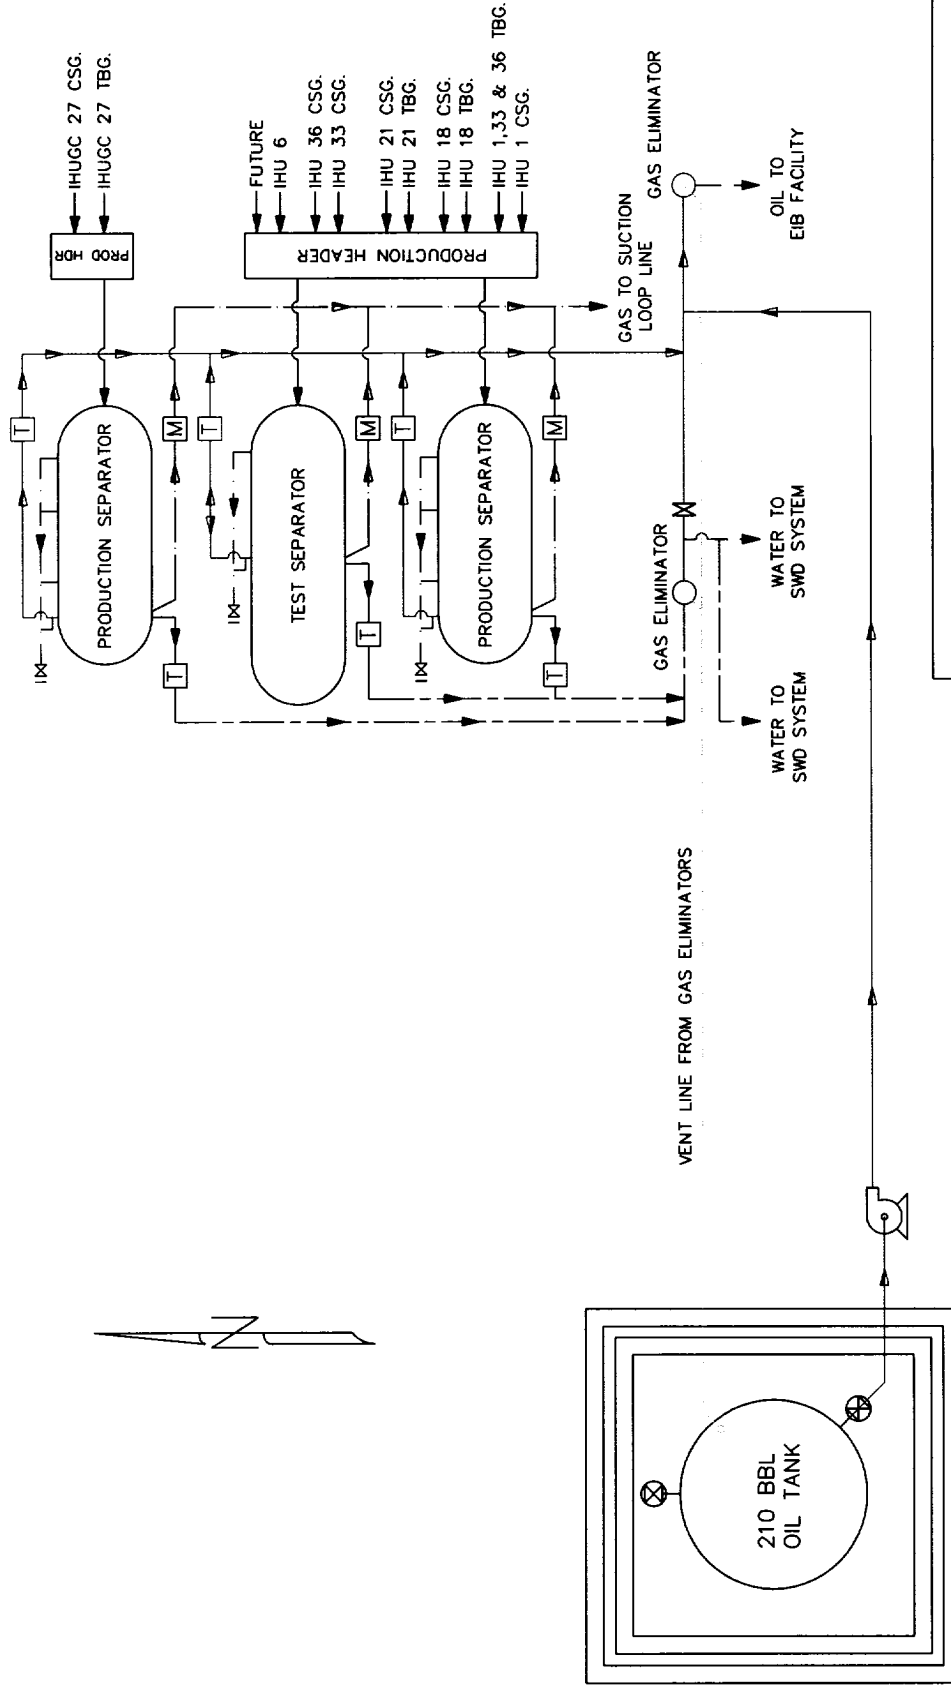 IHUGC 27 CSG.
IHUGC 27 TBG.
PROD HDR
FUTURE
IHU 6
IHU 36 CSG.
IHU 33 CSG.
IHU 21 CSG.
IHU 21 TBG.
IHU 18 CSG.
IHU 18 TBG.
IHU 1,33 & 36 TBG.
IHU 1 CSG.
PRODUCTION HEADER
T
M
PRODUCTION SEPARATOR
T
T
M
TEST SEPARATOR
T
T
M
PRODUCTION SEPARATOR
T
GAS TO SUCTION
LOOP LINE
GAS ELIMINATOR
OIL TO
EIB FACILITY
GAS ELIMINATOR
WATER TO
SWD SYSTEM
WATER TO
SWD SYSTEM
VENT LINE FROM GAS ELIMINATORS
N
210 BBL
OIL TANK